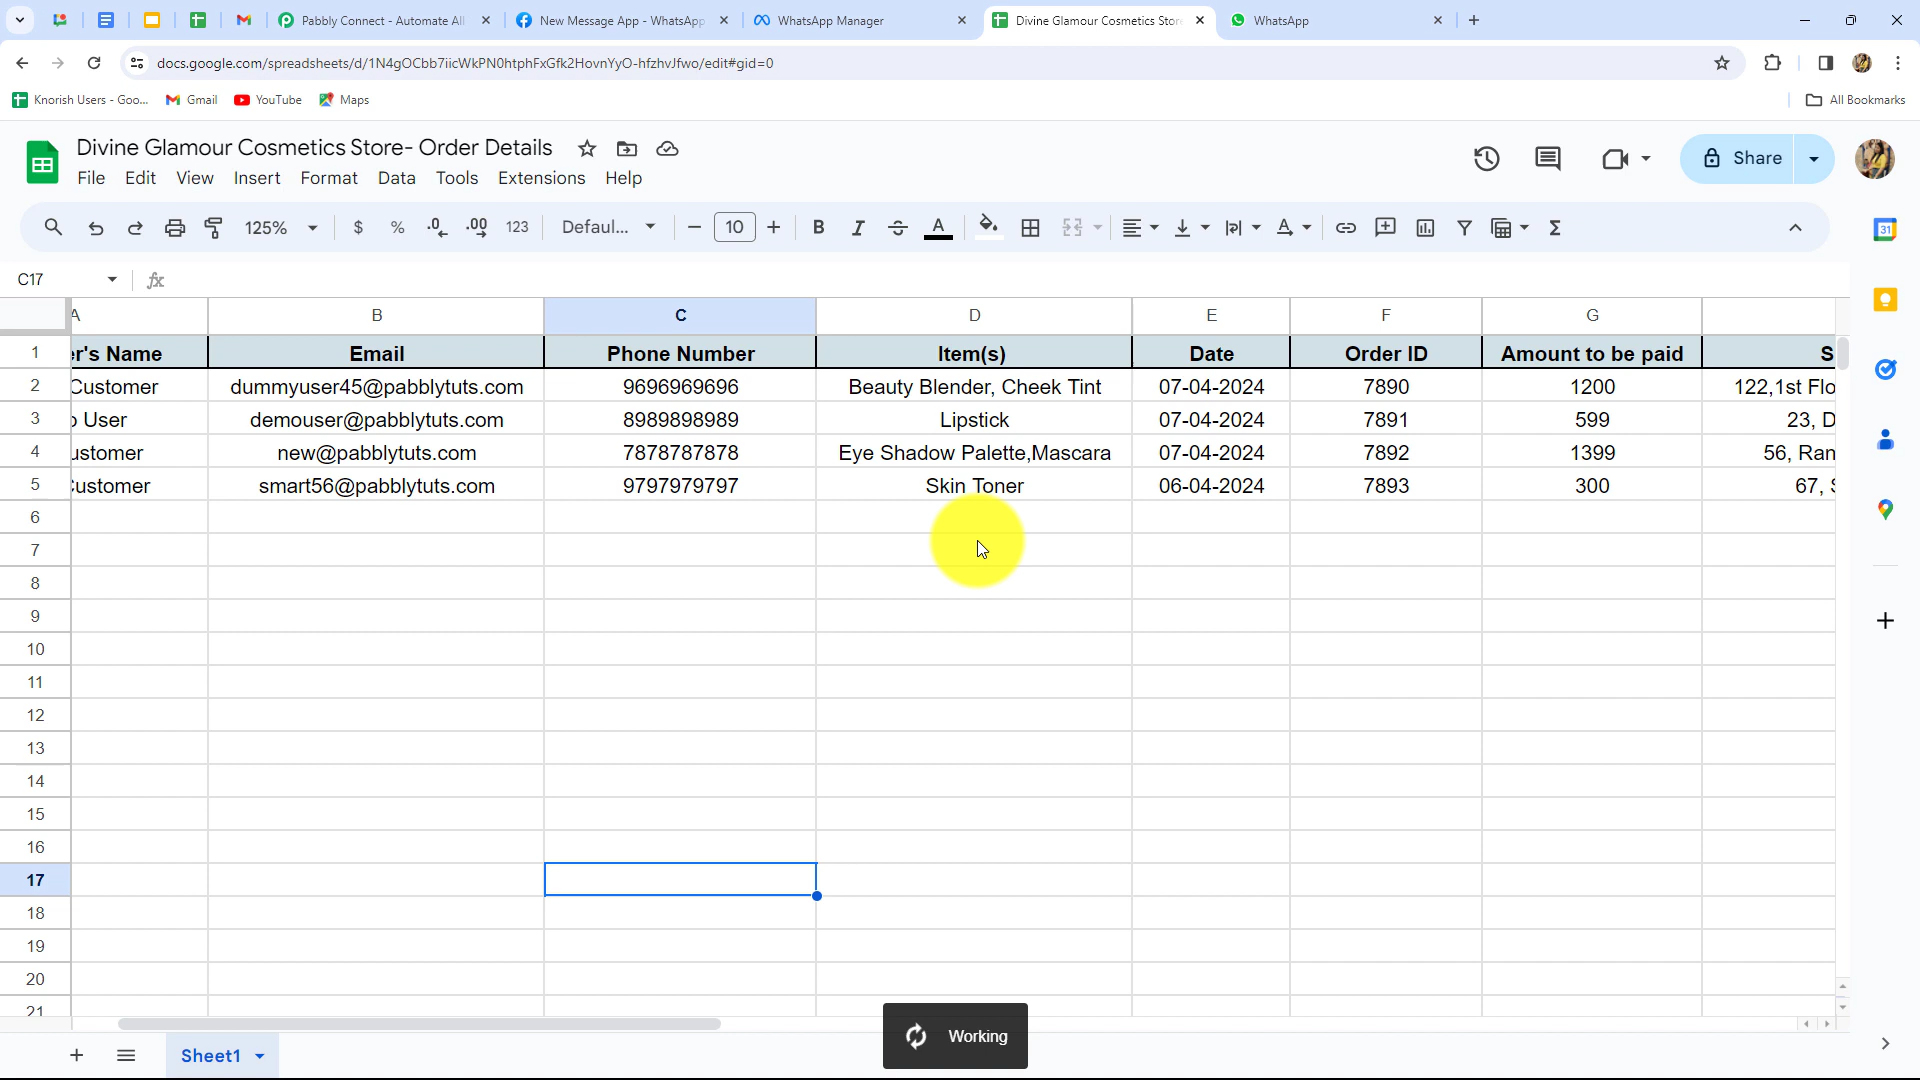 Pabbly Connect - Automate All
New Message App - WhatsApp
WhatsApp Manager
Divine Glamour Cosmetics Store
WhatsApp
docs.google.com/spreadsheets/d/1N4gOCbb7iicWkPN0htphFxGfk2HovnYyO-hfzhvJfwo/edit#gid=0
Knorish Users - Goo... Gmail YouTube Maps All Bookmarks
Divine Glamour Cosmetics Store- Order Details
File Edit View Insert Format Data Tools Extensions Help
Share
125% $ % .0 .00 123 Defaul... 10 B I A
C17 fx
A B C D E F G
1 er's Name Email Phone Number Item(s) Date Order ID Amount to be paid S
2 Customer dummyuser45@pabblytuts.com 9696969696 Beauty Blender, Cheek Tint 07-04-2024 7890 1200 122,1st Flo
3 User demouser@pabblytuts.com 8989898989 Lipstick 07-04-2024 7891 599 23, D
4 ustomer new@pabblytuts.com 7878787878 Eye Shadow Palette,Mascara 07-04-2024 7892 1399 56, Ran
5 Customer smart56@pabblytuts.com 9797979797 Skin Toner 06-04-2024 7893 300 67, S
6
7
8
9
10
11
12
13
14
15
16
17
18
19
20
21
Working
Sheet1
31